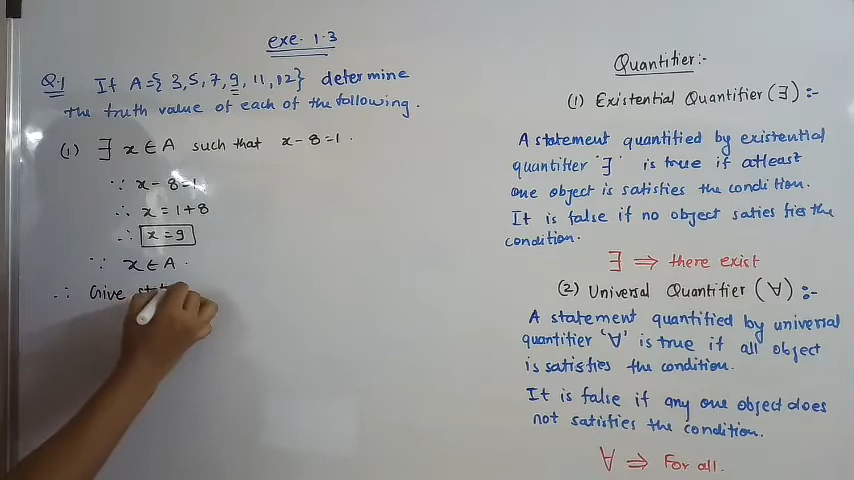 exe. 1.3
Q.1 If A={ 3,5,7,9,11,12} determine
the truth value of each of the following.
(1) ∃ x ∈ A such that x-8=1.
∵ x-8=1
∴ x = 1+8
∴ x=9
∵ x ∈ A.
∴ Give
Quantifier:-
(1) Existential Quantifier (∃) :-
A statement quantified by existential
quantifier '∃' is true if atleast
one object is satisfies the condition.
It is false if no object saties fies the
condition.
∃ ⇒ there exist
(2) Universal Quantifier (∀) :-
A statement quantified by universal
quantifier '∀' is true if all object
is satisfies the condition.
It is false if any one object does
not satisfies the condition.
∀ ⇒ For all.